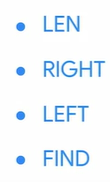 • LEN
• RIGHT
• LEFT
• FIND